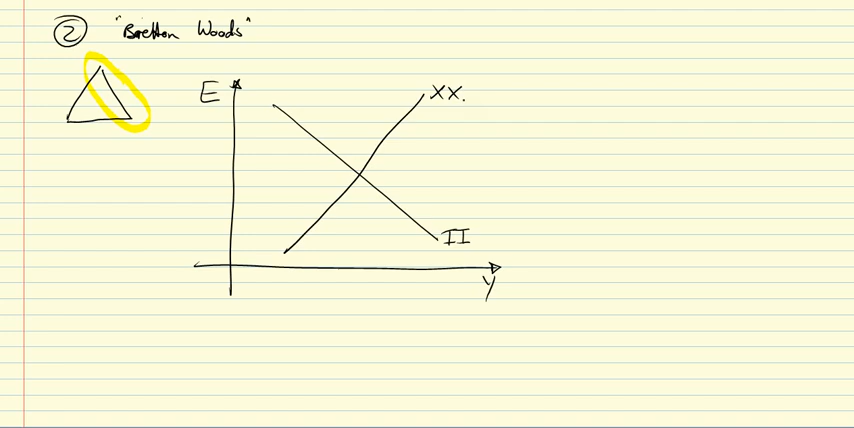 ② "Bretton Woods"
E
XX.
II
y